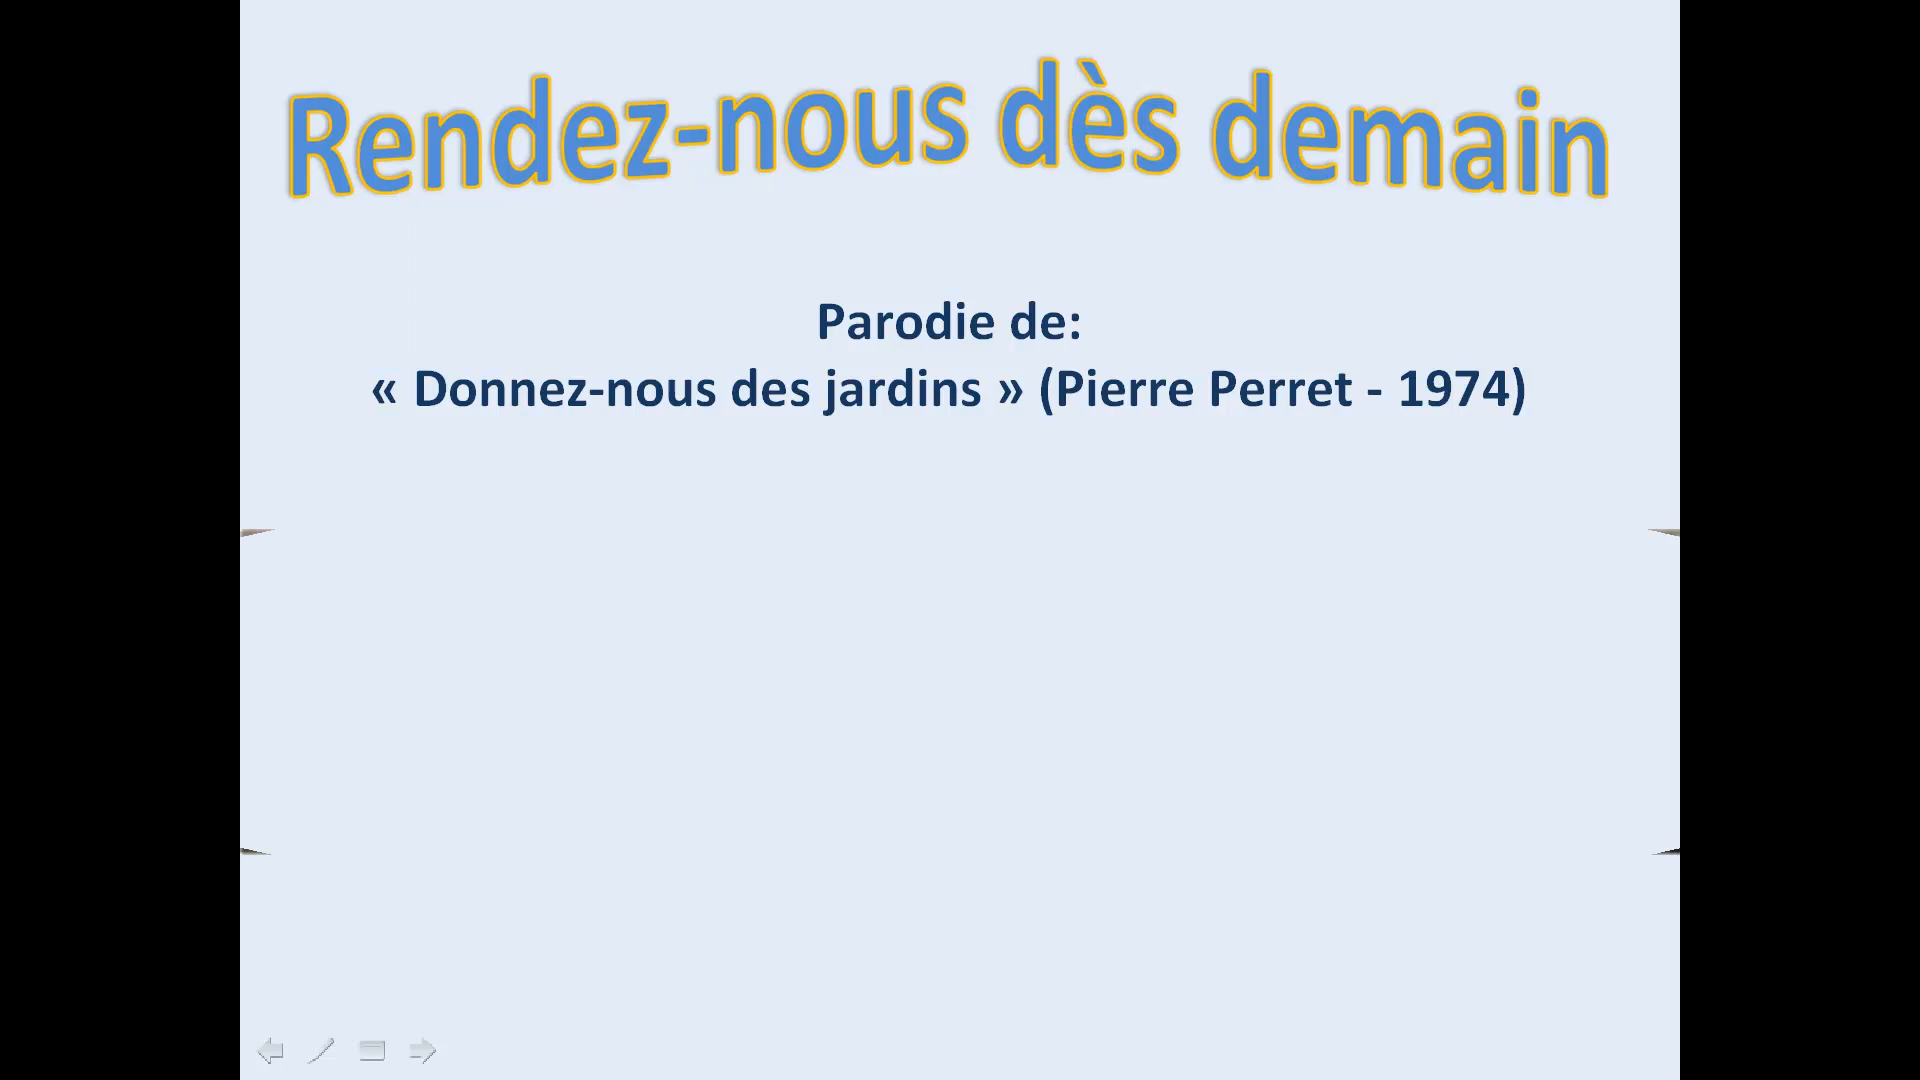 Rendez-nous dès demain
Parodie de:
« Donnez-nous des jardins » (Pierre Perret - 1974)